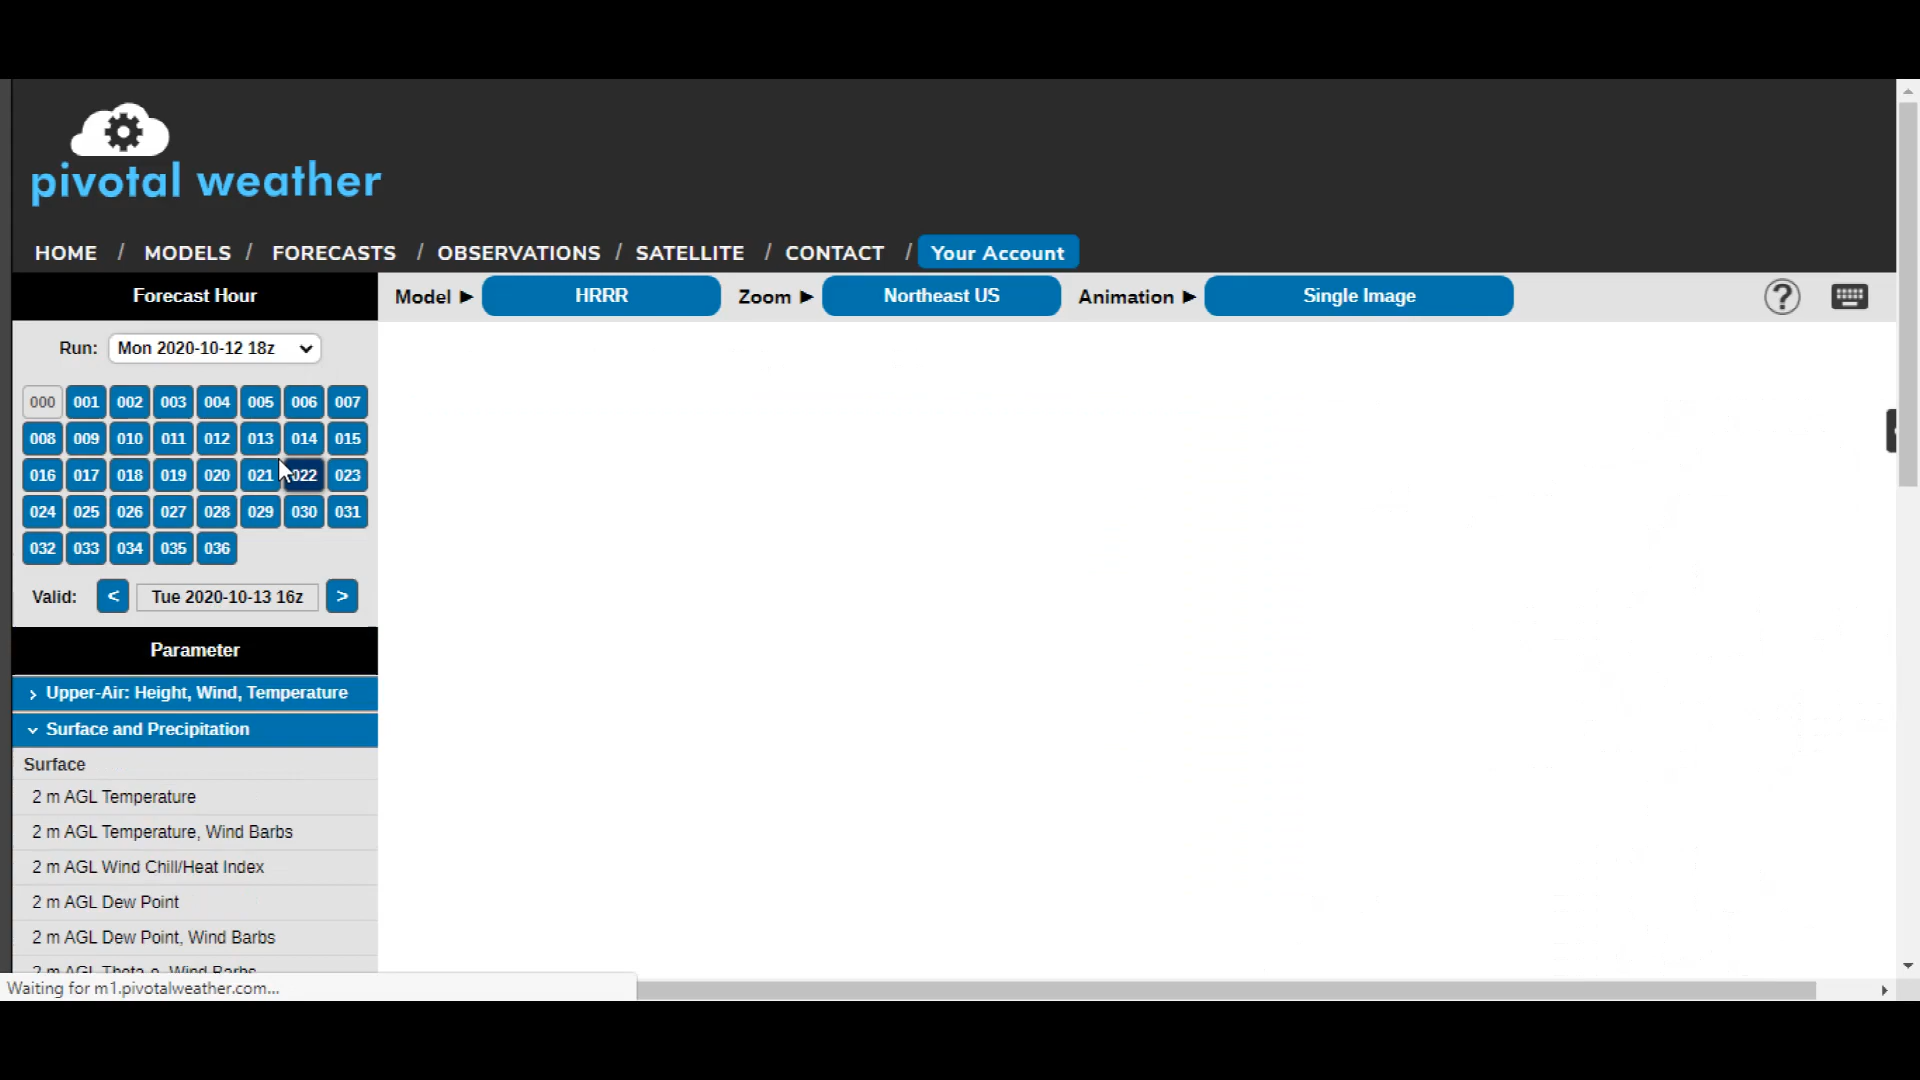 pivotal weather
HOME / MODELS / FORECASTS / OBSERVATIONS / SATELLITE / CONTACT / Your Account
Forecast Hour
Model ► HRRR Zoom ► Northeast US Animation ► Single Image ?
Run: Mon 2020-10-12 18z
000 001 002 003 004 005 006 007
008 009 010 011 012 013 014 015
016 017 018 019 020 021 022 023
024 025 026 027 028 029 030 031
032 033 034 035 036
Valid: < Tue 2020-10-13 16z >
Parameter
Upper-Air: Height, Wind, Temperature
Surface and Precipitation
Surface
2 m AGL Temperature
2 m AGL Temperature, Wind Barbs
2 m AGL Wind Chill/Heat Index
2 m AGL Dew Point
2 m AGL Dew Point, Wind Barbs
2 m AGL Theta-e, Wind Barbs
Waiting for m1.pivotalweather.com...